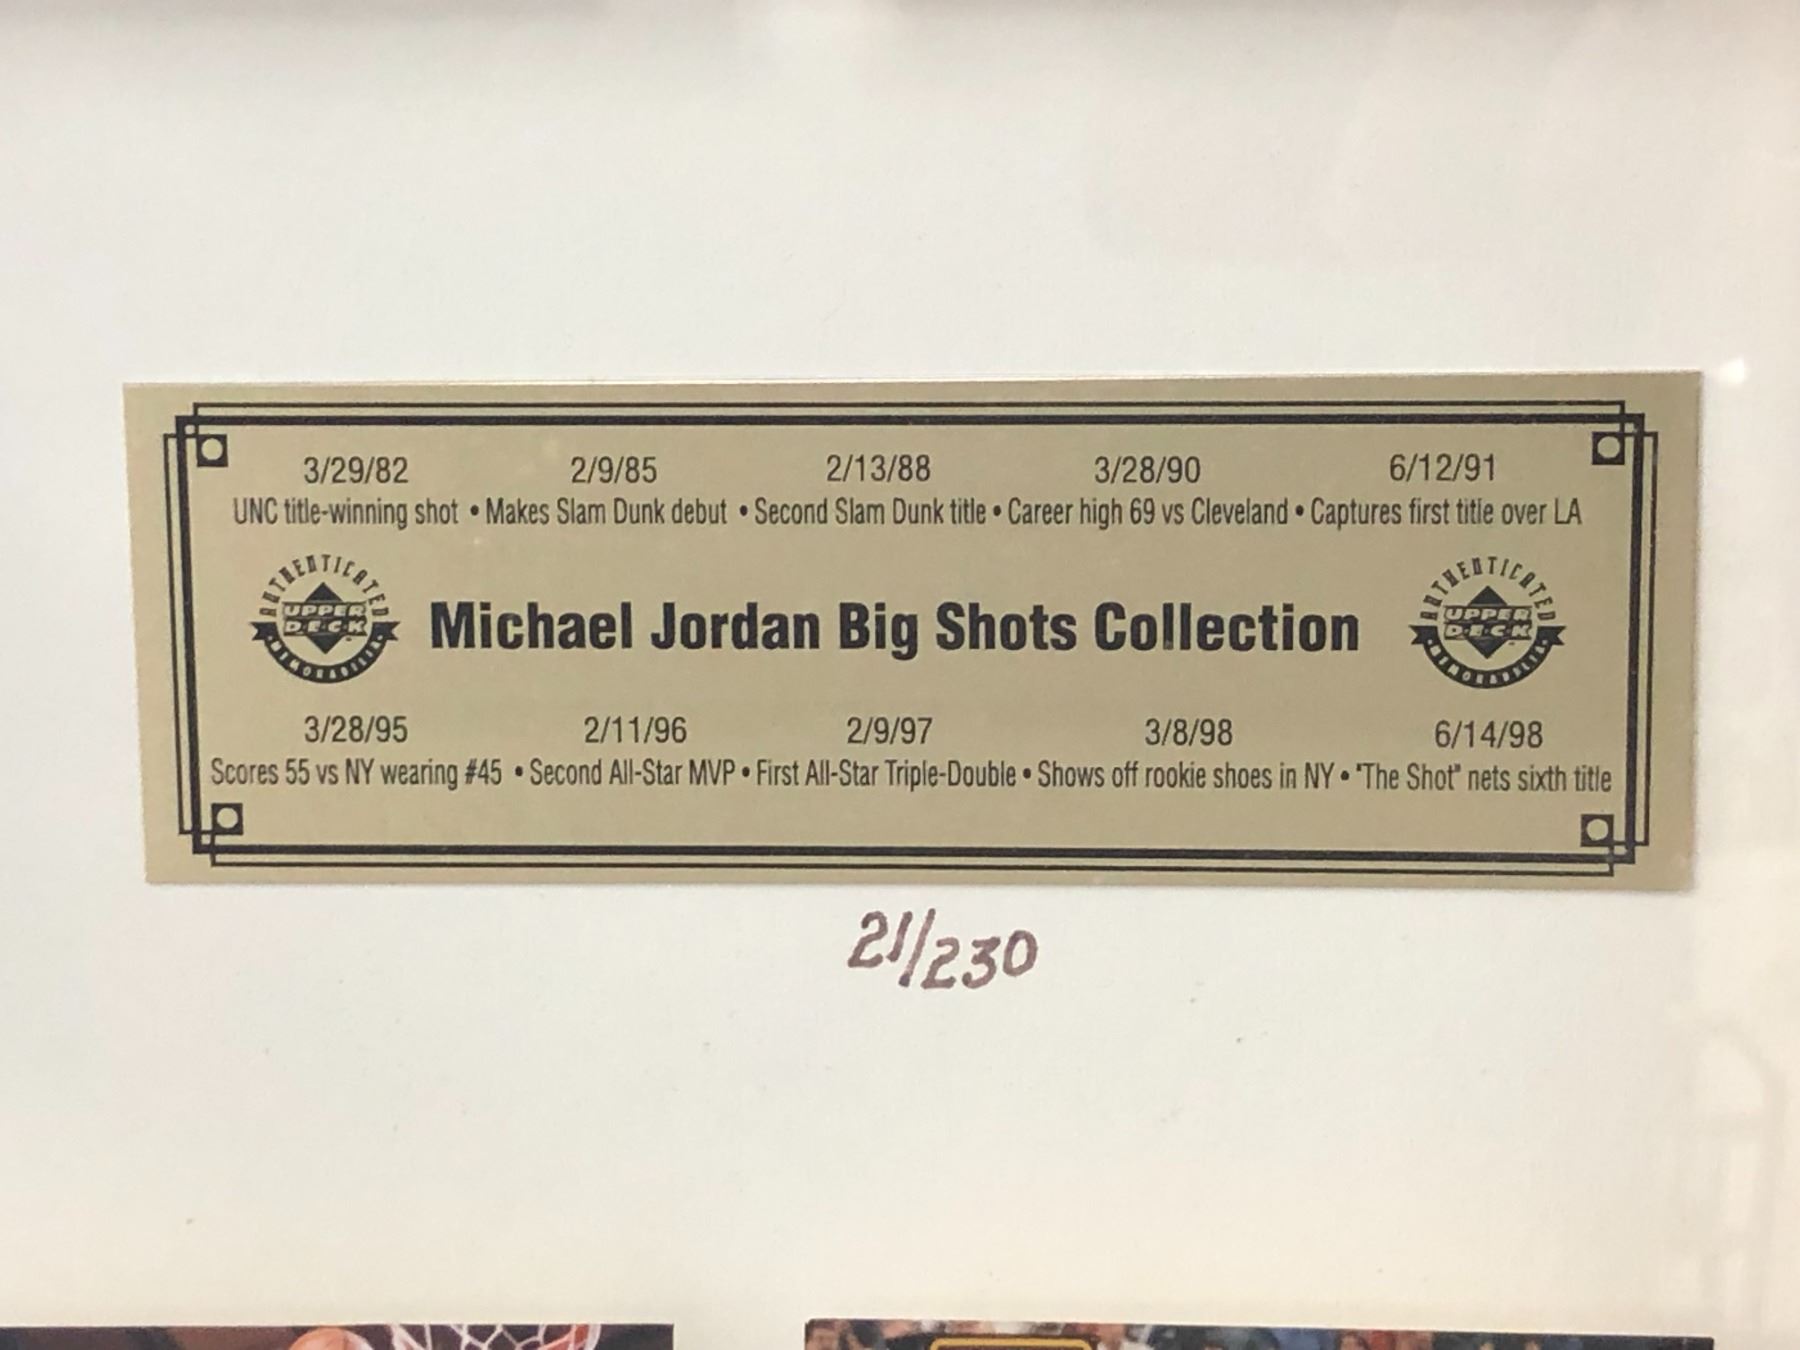 3/29/82 2/9/85 2/13/88 3/28/90 6/12/91
UNC title-winning shot • Makes Slam Dunk debut • Second Slam Dunk title • Career high 69 vs Cleveland • Captures first title over LA
AUTHENTICATED
UPPER
D•E•C•K
MEMORABILIA
Michael Jordan Big Shots Collection
AUTHENTICATED
UPPER
D•E•C•K
MEMORABILIA
3/28/95 2/11/96 2/9/97 3/8/98 6/14/98
Scores 55 vs NY wearing #45 • Second All-Star MVP • First All-Star Triple-Double • Shows off rookie shoes in NY • "The Shot" nets sixth title
21/230